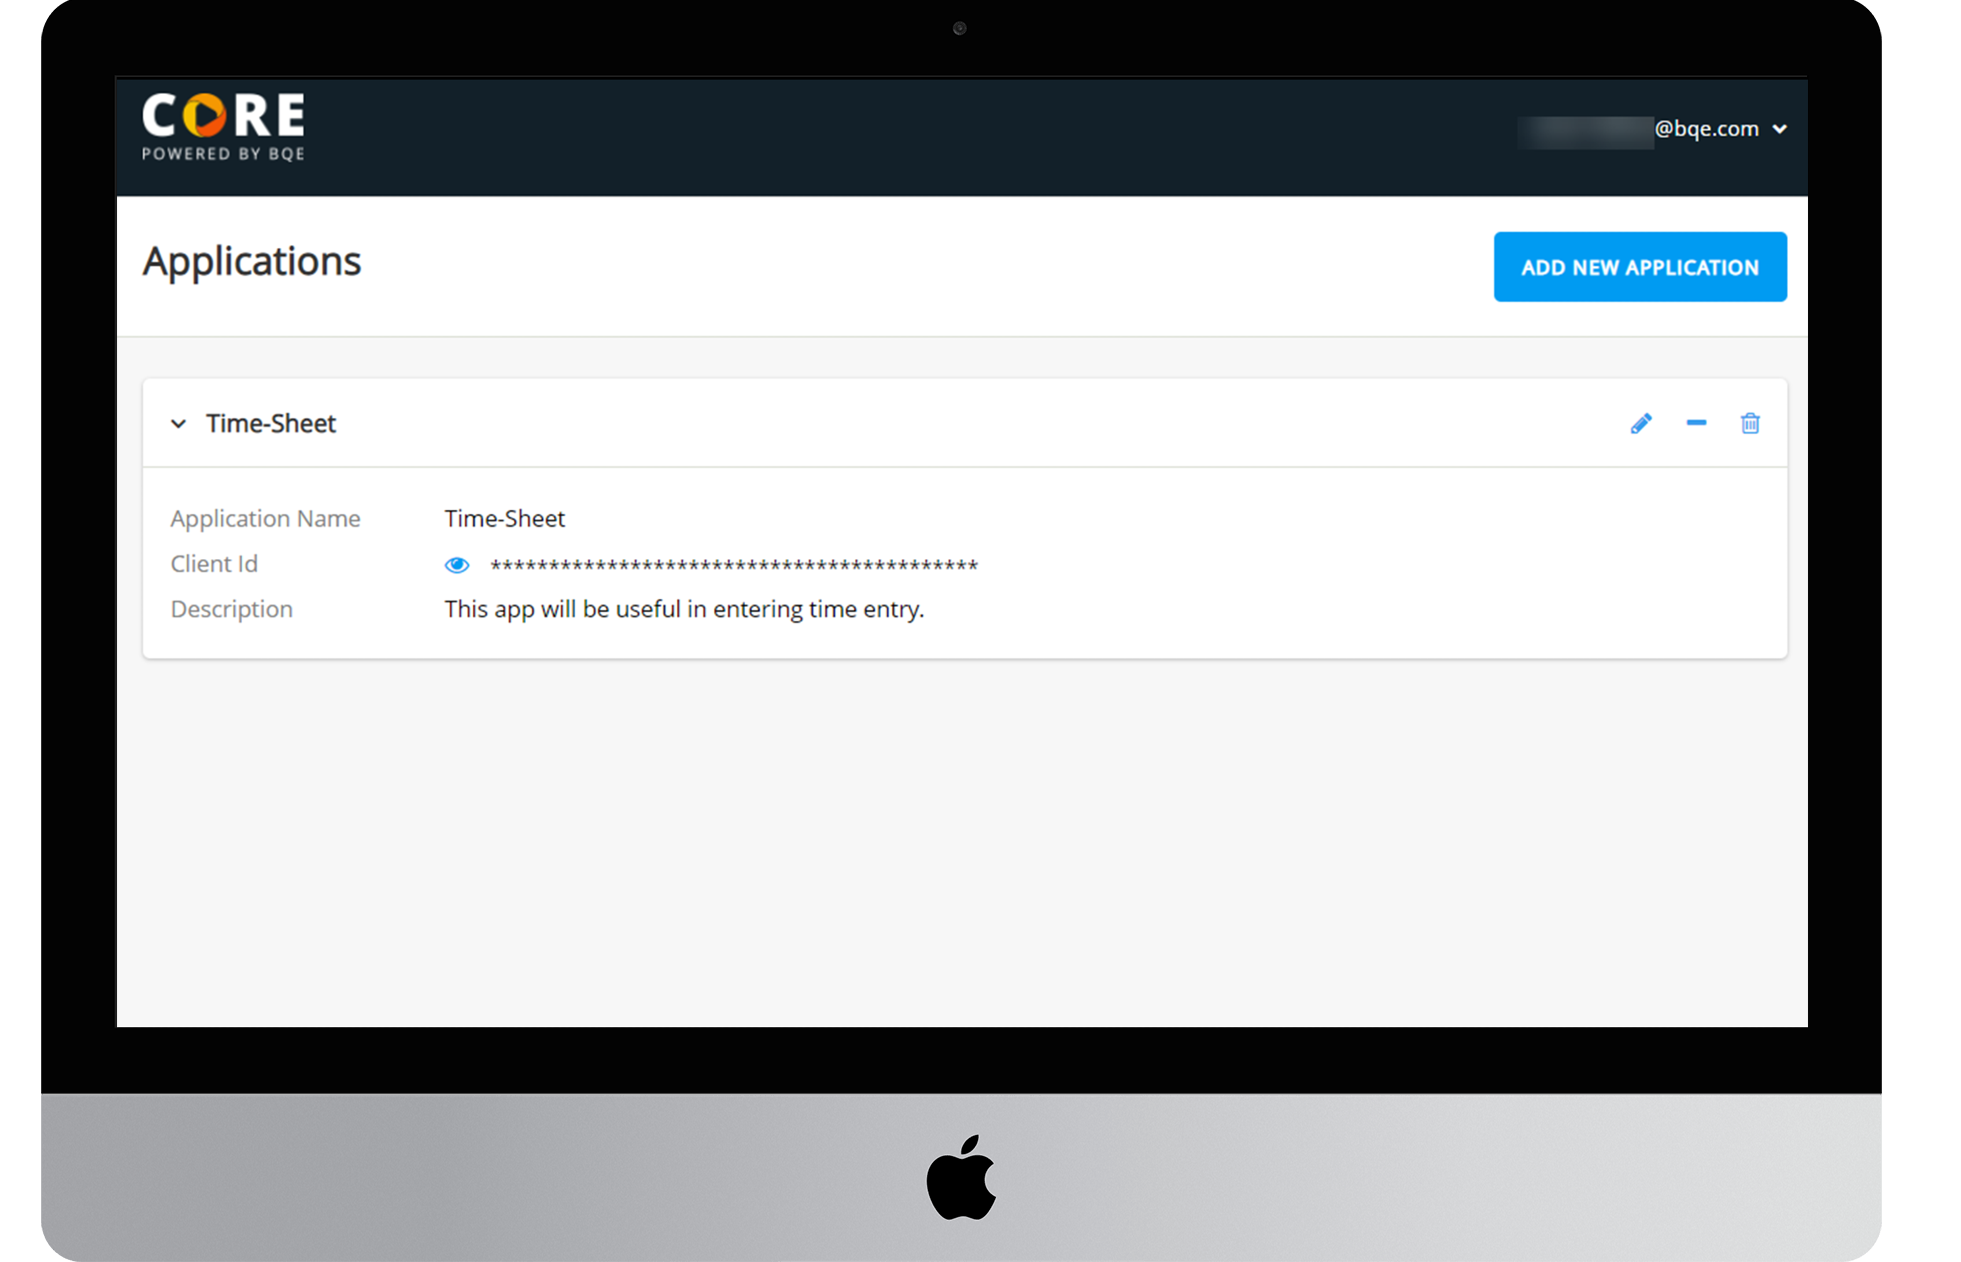 CORE
POWERED BY BQE
@bqe.com
Applications
ADD NEW APPLICATION
Time-Sheet
Application Name Time-Sheet
Client Id ******************************************
Description This app will be useful in entering time entry.